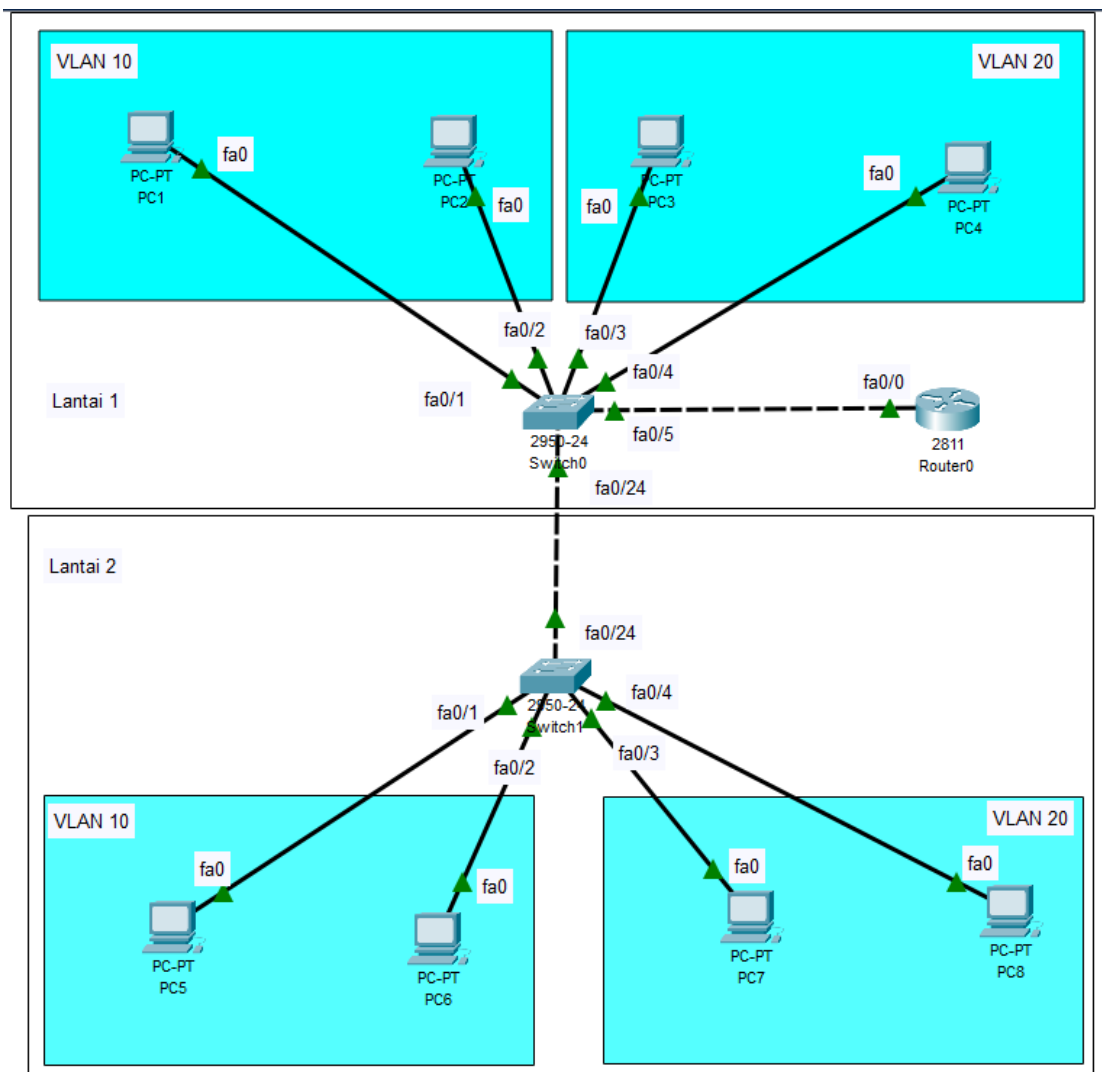 VLAN 10
VLAN 20
fa0
PC-PT
PC1
PC-PT
PC2
fa0
PC-PT
PC3
fa0
fa0
PC-PT
PC4
fa0/2
fa0/3
fa0/4
fa0/0
Lantai 1
fa0/1
fa0/5
2950-24
Switch0
2811
Router0
fa0/24
Lantai 2
fa0/24
fa0/4
fa0/1
2950-24
Switch1
fa0/3
fa0/2
VLAN 10
VLAN 20
fa0
fa0
fa0
fa0
PC-PT
PC5
PC-PT
PC6
PC-PT
PC7
PC-PT
PC8